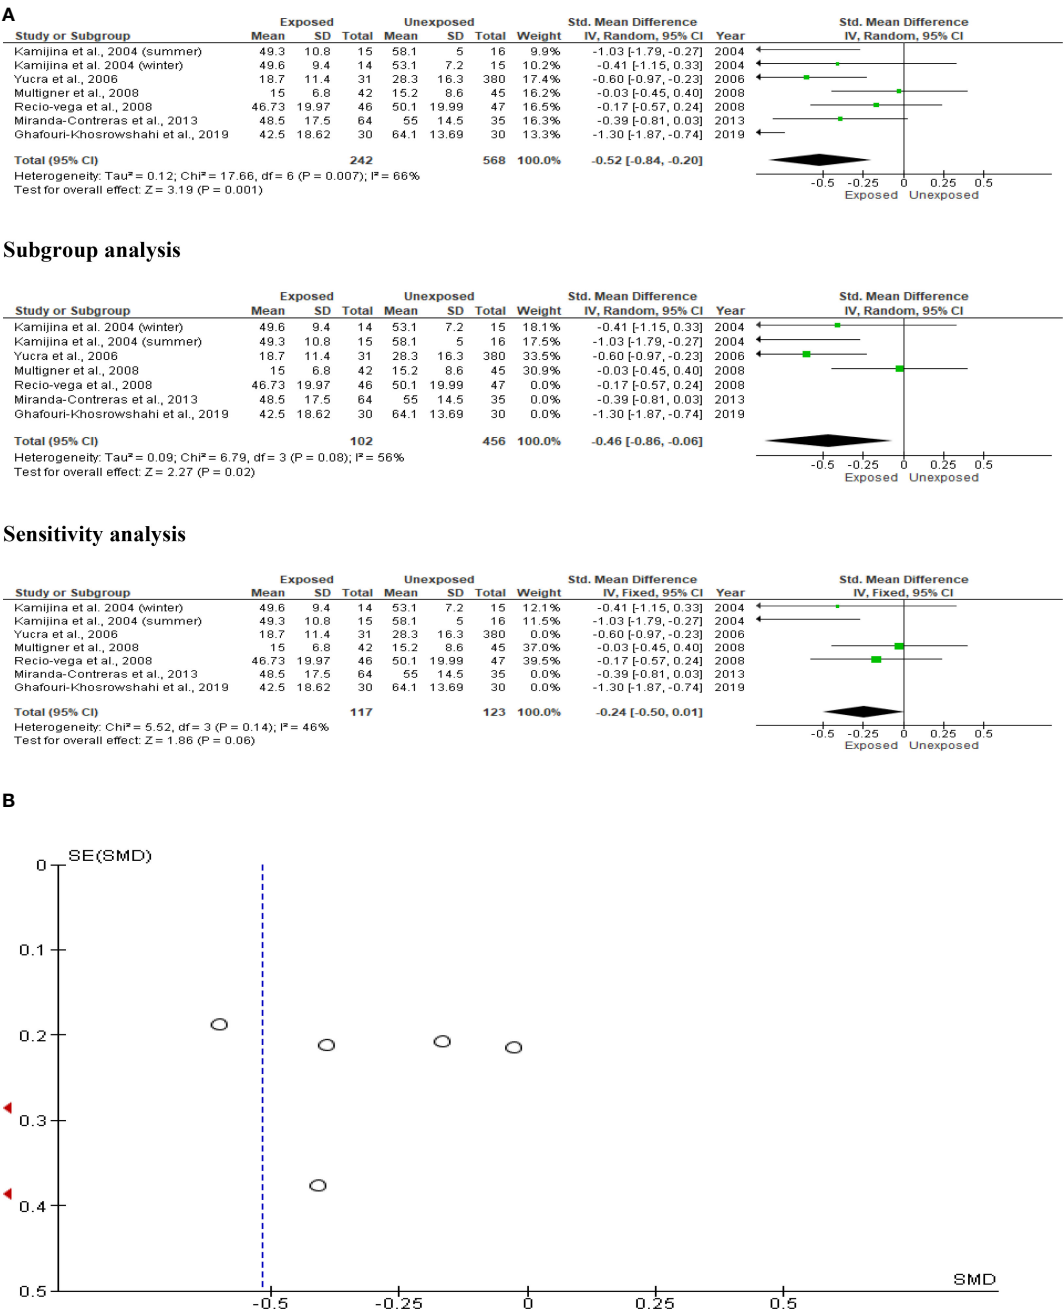 A
Exposed Unexposed Std. Mean Difference Std. Mean Difference
Study or Subgroup Mean SD Total Mean SD Total Weight IV, Random, 95% CI Year IV, Random, 95% CI
Kamijina et al., 2004 (summer) 49.3 10.8 15 58.1 5 16 9.9% -1.03 [-1.79, -0.27] 2004
Kamijina et al., 2004 (winter) 49.6 9.4 14 53.1 7.2 15 10.2% -0.41 [-1.15, 0.33] 2004
Yucra et al., 2006 18.7 11.4 31 28.3 16.3 380 17.4% -0.60 [-0.97, -0.23] 2006
Multigner et al., 2008 15 6.8 42 15.2 8.6 45 16.2% -0.03 [-0.45, 0.40] 2008
Recio-vega et al., 2008 46.73 19.97 46 50.1 19.99 47 16.5% -0.17 [-0.57, 0.24] 2008
Miranda-Contreras et al., 2013 48.5 17.5 64 55 14.5 35 16.3% -0.39 [-0.81, 0.03] 2013
Ghafouri-Khosrowshahi et al., 2019 42.5 18.62 30 64.1 13.69 30 13.3% -1.30 [-1.87, -0.74] 2019
Total (95% CI) 242 568 100.0% -0.52 [-0.84, -0.20]
Heterogeneity: Tau² = 0.12; Chi² = 17.66, df = 6 (P = 0.007); I² = 66%
Test for overall effect: Z = 3.19 (P = 0.001)
-0.5 -0.25 0 0.25 0.5
Exposed Unexposed
Subgroup analysis
Exposed Unexposed Std. Mean Difference Std. Mean Difference
Study or Subgroup Mean SD Total Mean SD Total Weight IV, Random, 95% CI Year IV, Random, 95% CI
Kamijina et al. 2004 (winter) 49.6 9.4 14 53.1 7.2 15 18.1% -0.41 [-1.15, 0.33] 2004
Kamijina et al. 2004 (summer) 49.3 10.8 15 58.1 5 16 17.5% -1.03 [-1.79, -0.27] 2004
Yucra et al., 2006 18.7 11.4 31 28.3 16.3 380 33.5% -0.60 [-0.97, -0.23] 2006
Multigner et al., 2008 15 6.8 42 15.2 8.6 45 30.9% -0.03 [-0.45, 0.40] 2008
Recio-vega et al., 2008 46.73 19.97 46 50.1 19.99 47 0.0% -0.17 [-0.57, 0.24] 2008
Miranda-Contreras et al., 2013 48.5 17.5 64 55 14.5 35 0.0% -0.39 [-0.81, 0.03] 2013
Ghafouri-Khosrowshahi et al., 2019 42.5 18.62 30 64.1 13.69 30 0.0% -1.30 [-1.87, -0.74] 2019
Total (95% CI) 102 456 100.0% -0.46 [-0.86, -0.06]
Heterogeneity: Tau² = 0.09; Chi² = 6.79, df = 3 (P = 0.08); I² = 56%
Test for overall effect: Z = 2.27 (P = 0.02)
-0.5 -0.25 0 0.25 0.5
Exposed Unexposed
Sensitivity analysis
Exposed Unexposed Std. Mean Difference Std. Mean Difference
Study or Subgroup Mean SD Total Mean SD Total Weight IV, Fixed, 95% CI Year IV, Fixed, 95% CI
Kamijina et al. 2004 (winter) 49.6 9.4 14 53.1 7.2 15 12.1% -0.41 [-1.15, 0.33] 2004
Kamijina et al. 2004 (summer) 49.3 10.8 15 58.1 5 16 11.5% -1.03 [-1.79, -0.27] 2004
Yucra et al., 2006 18.7 11.4 31 28.3 16.3 380 0.0% -0.60 [-0.97, -0.23] 2006
Multigner et al., 2008 15 6.8 42 15.2 8.6 45 37.0% -0.03 [-0.45, 0.40] 2008
Recio-vega et al., 2008 46.73 19.97 46 50.1 19.99 47 39.5% -0.17 [-0.57, 0.24] 2008
Miranda-Contreras et al., 2013 48.5 17.5 64 55 14.5 35 0.0% -0.39 [-0.81, 0.03] 2013
Ghafouri-Khosrowshahi et al., 2019 42.5 18.62 30 64.1 13.69 30 0.0% -1.30 [-1.87, -0.74] 2019
Total (95% CI) 117 123 100.0% -0.24 [-0.50, 0.01]
Heterogeneity: Chi² = 5.52, df = 3 (P = 0.14); I² = 46%
Test for overall effect: Z = 1.86 (P = 0.06)
-0.5 -0.25 0 0.25 0.5
Exposed Unexposed
B
SE(SMD)
0
0.1
0.2
0.3
0.4
0.5
SMD
-0.5 -0.25 0 0.25 0.5